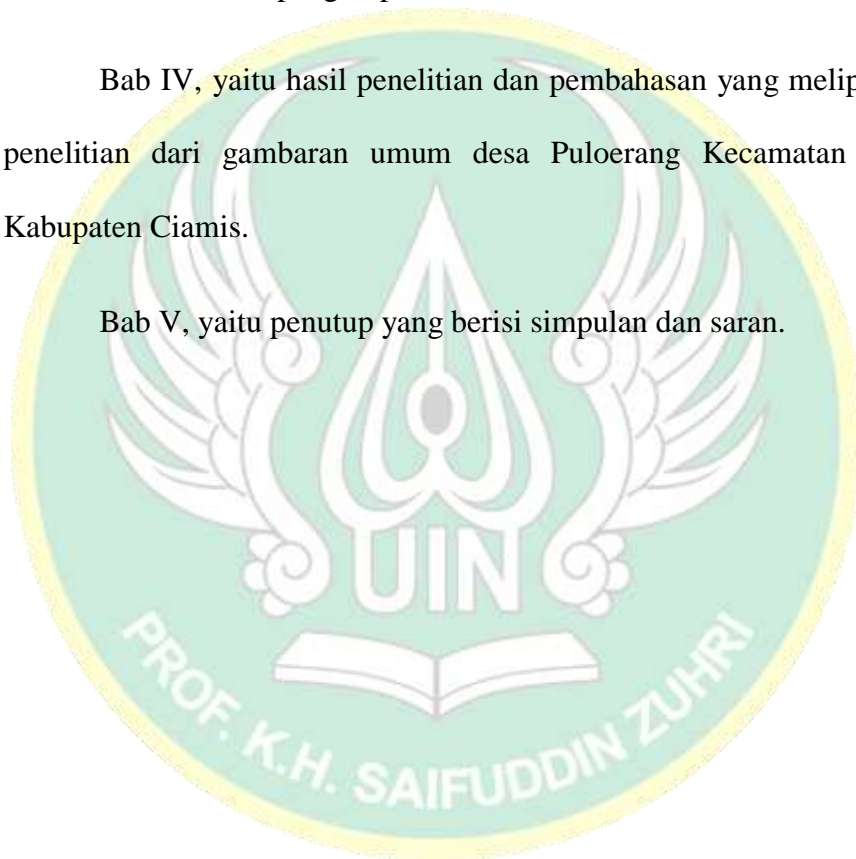 Bab IV, yaitu hasil penelitian dan pembahasan yang
penelitian dari gambaran umum desa Puloerang Kecamatan
Kabupaten Ciamis.
Bab V, yaitu penutup yang berisi simpulan dan saran.
UIN
PROF. K.H. SAIFUDDIN ZUHRI